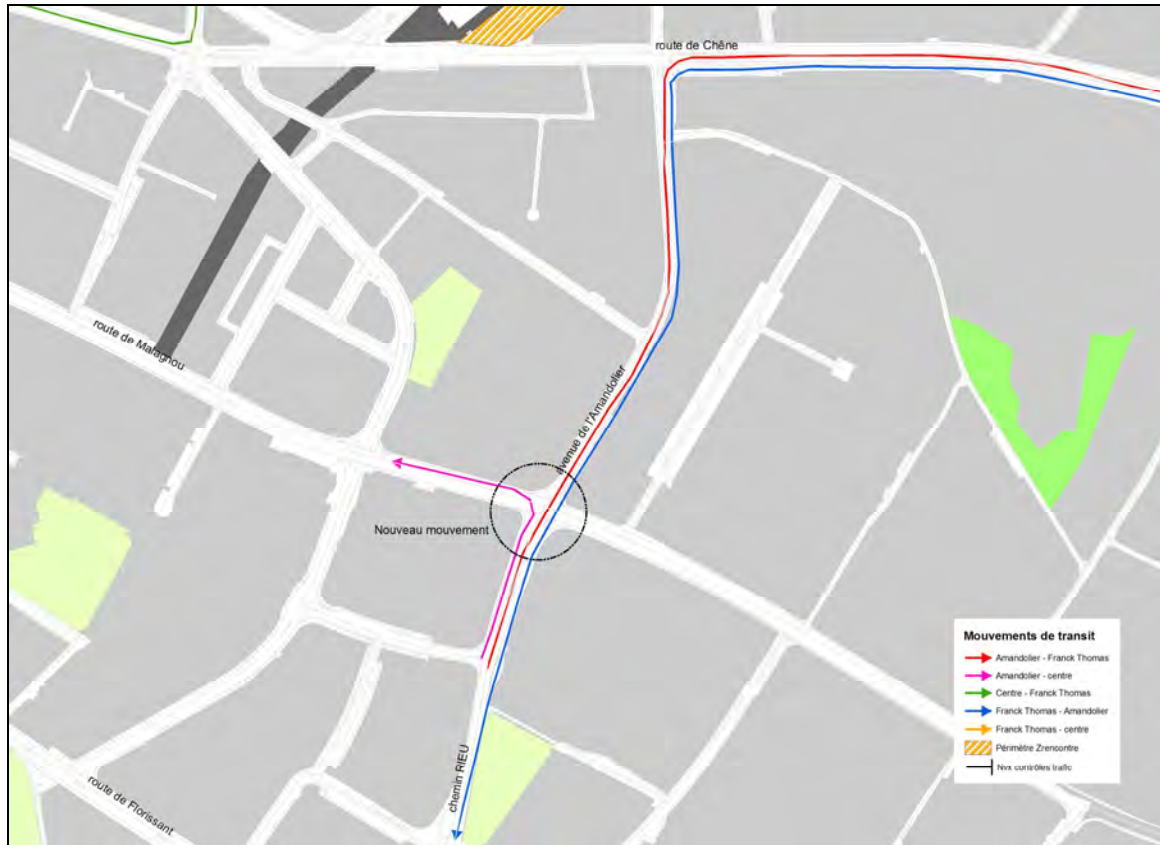 route de Chêne
route de Malagnou
avenue de l'Amandolier
Nouveau mouvement
chemin RIEU
route de Florissant
Mouvements de transit
Amandolier - Franck Thomas
Amandolier - centre
Centre - Franck Thomas
Franck Thomas - Amandolier
Franck Thomas - centre
Périmètre Zrencontre
Nvx contrôles trafic